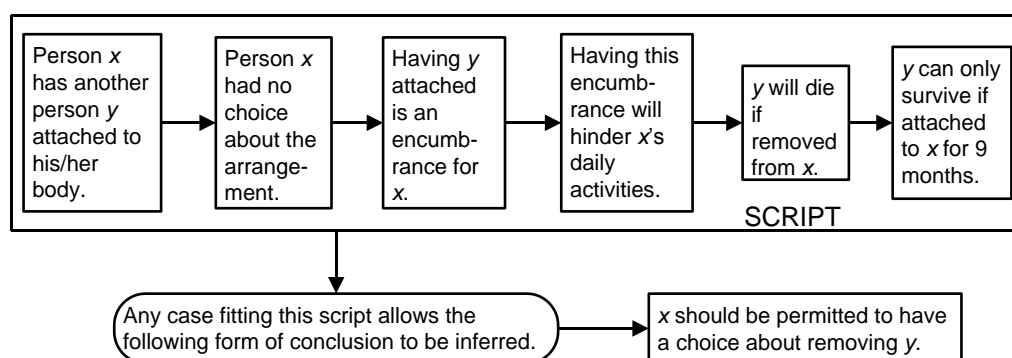 Person x
has another
person y
attached to
his/her
body.
Person x
had no
choice
about the
arrange-
ment.
Having y
attached
is an
encumb-
rance for
x.
Having this
encumb-
rance will
hinder x's
daily
activities.
y will die
if
removed
from x.
y can only
survive if
attached
to x for 9
months.
SCRIPT
Any case fitting this script allows the
following form of conclusion to be inferred.
x should be permitted to have
a choice about removing y.